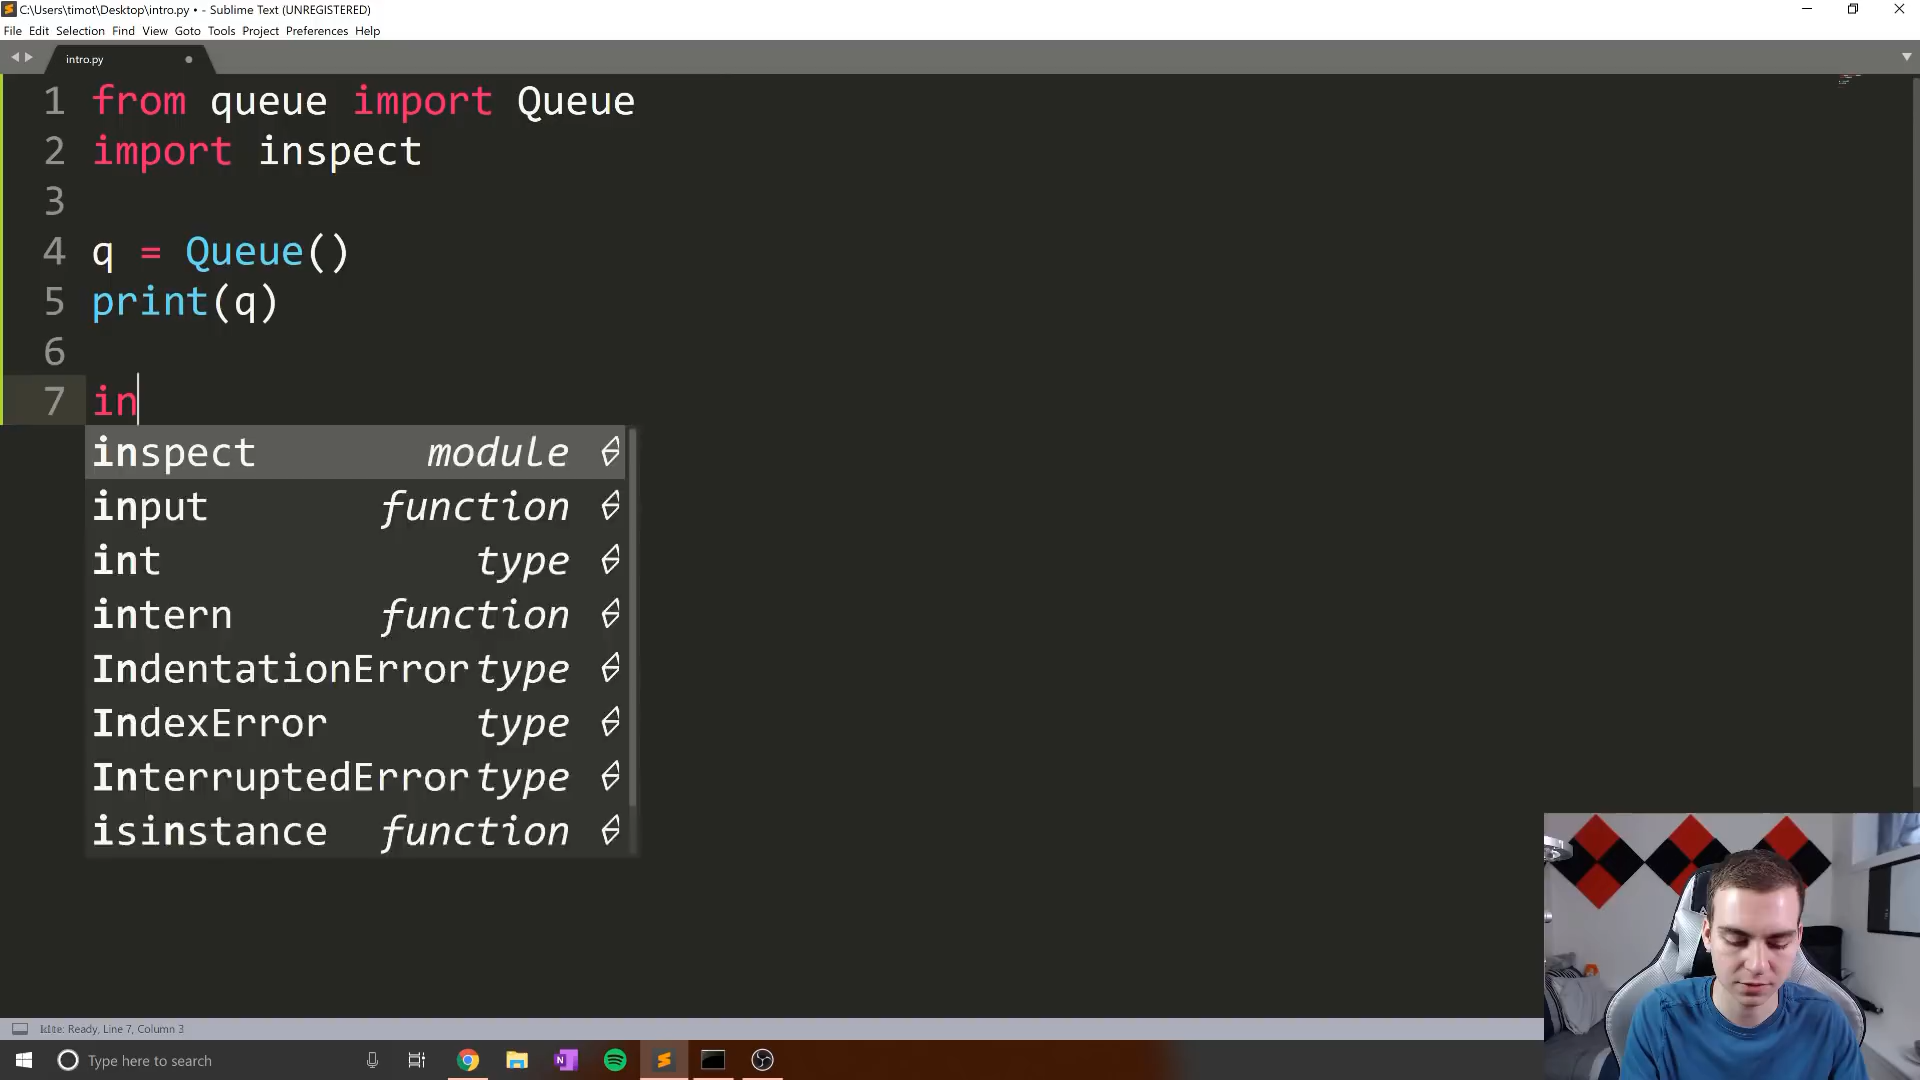 C:\Users\timot\Desktop\intro.py • - Sublime Text (UNREGISTERED)
File Edit Selection View Find Goto Tools Project Preferences Help
intro.py
1 from queue import Queue
2 import inspect
3
4 q = Queue()
5 print(q)
6
7 in
inspect module
input function
int type
intern function
IndentationError type
IndexError type
InterruptedError type
isinstance function
Ready, Line 7, Column 3
Type here to search